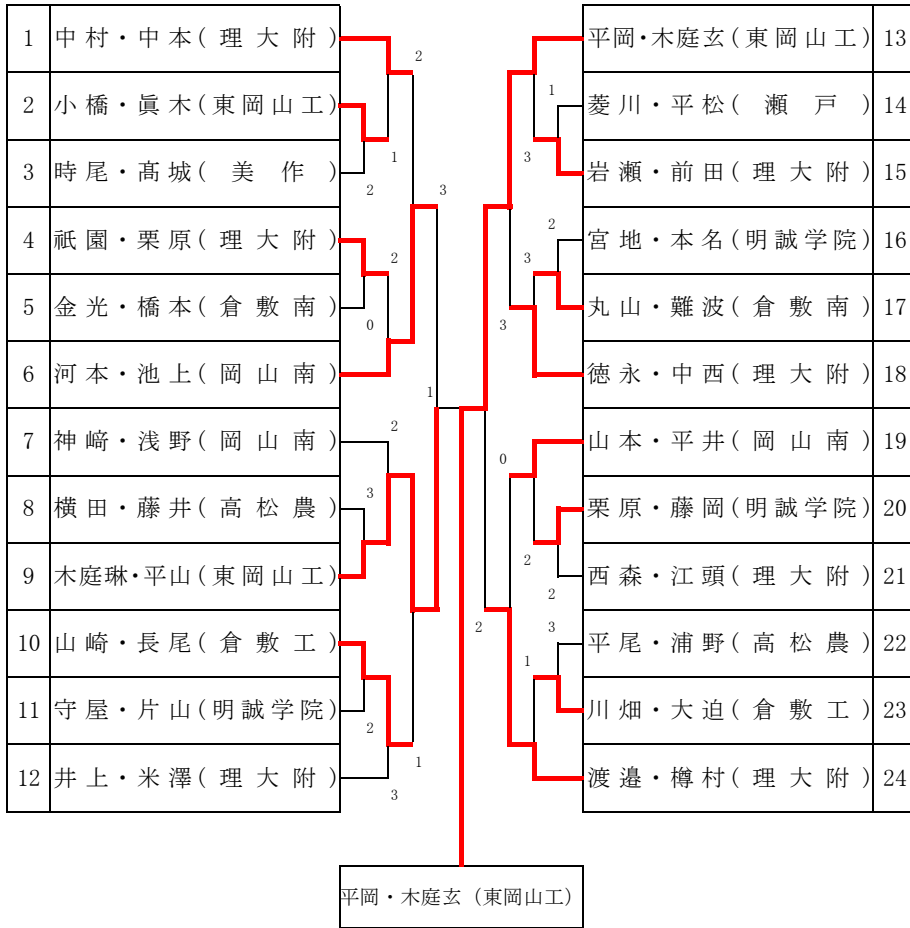 1 中村・中本(理大附)
2 小橋・眞木(東岡山工)
3 時尾・髙城(美作)
4 祇園・栗原(理大附)
5 金光・橋本(倉敷南)
6 河本・池上(岡山南)
7 神﨑・浅野(岡山南)
8 横田・藤井(高松農)
9 木庭琳・平山(東岡山工)
10 山崎・長尾(倉敷工)
11 守屋・片山(明誠学院)
12 井上・米澤(理大附)
2
1
2
3
2
0
1
2
3
2
1
3
平岡・木庭玄(東岡山工) 13
菱川・平松(瀬戸) 14
岩瀬・前田(理大附) 15
宮地・本名(明誠学院) 16
丸山・難波(倉敷南) 17
徳永・中西(理大附) 18
山本・平井(岡山南) 19
栗原・藤岡(明誠学院) 20
西森・江頭(理大附) 21
平尾・浦野(高松農) 22
川畑・大迫(倉敷工) 23
渡邉・樽村(理大附) 24
1
3
2
3
3
0
2
2
3
2
1
平岡・木庭玄(東岡山工)